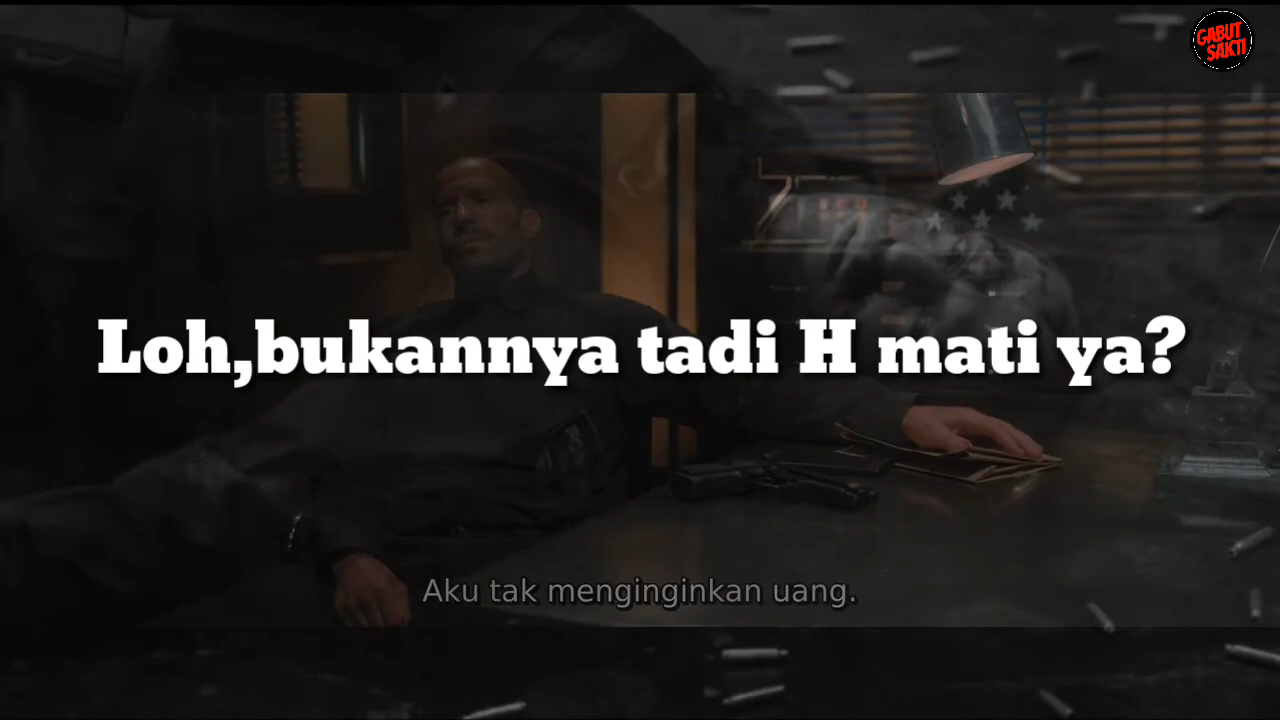 GABUT
SAKTI
Loh,bukannya tadi H mati ya?
Aku tak menginginkan uang.